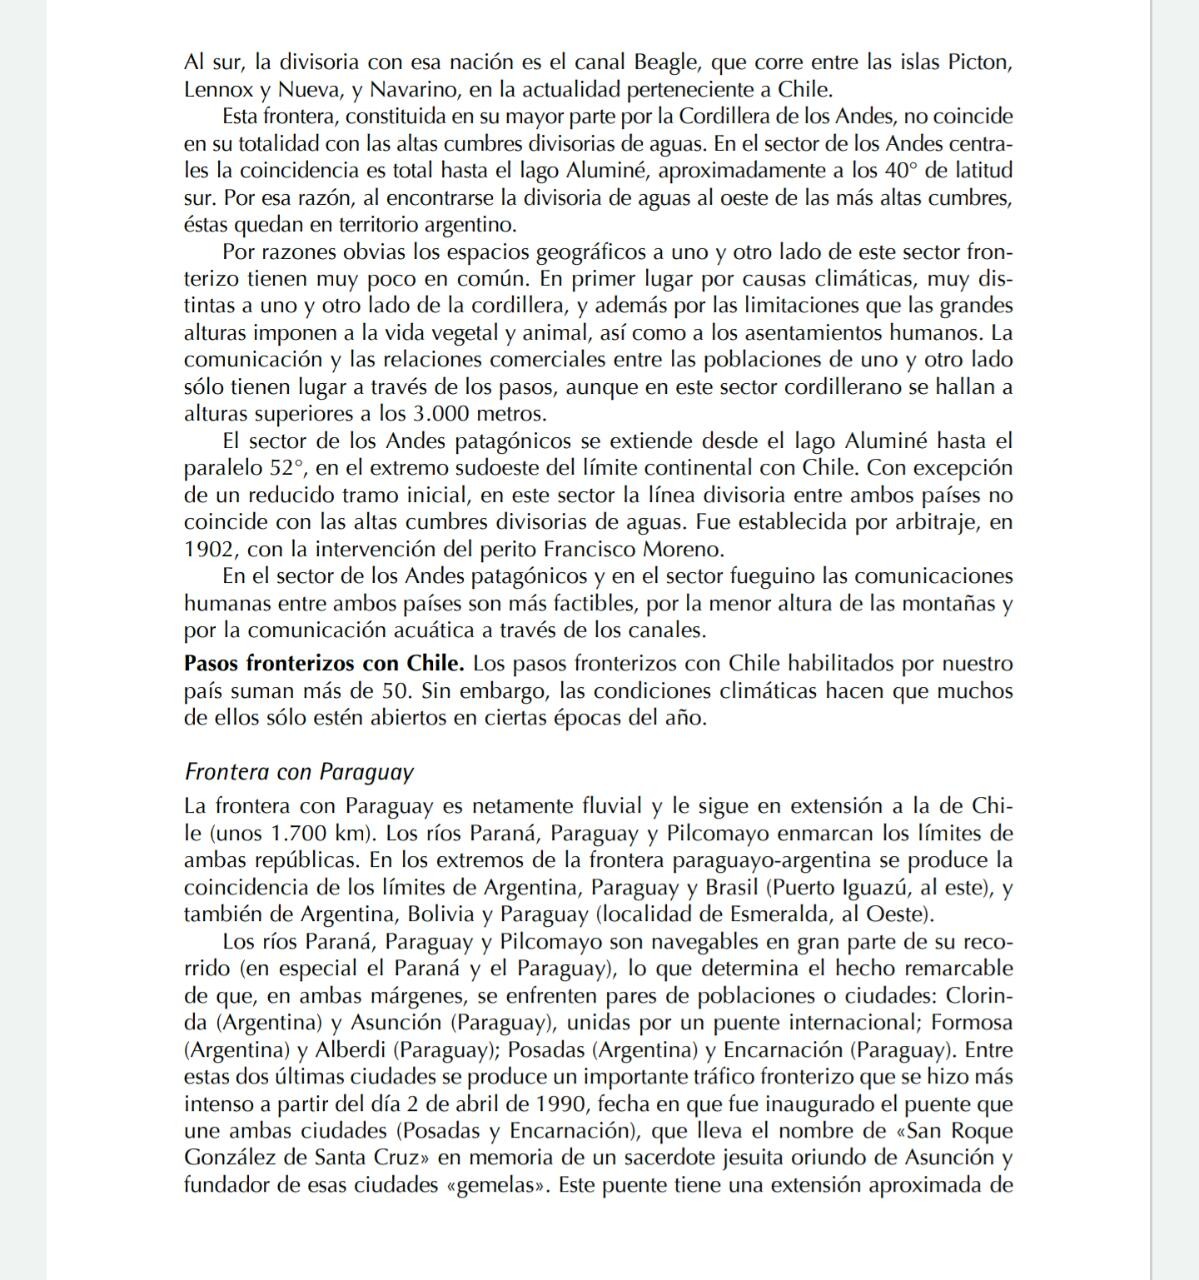 Al sur, la divisoria con esa nación es el canal Beagle, que corre entre las islas Picton,
Lennox y Nueva, y Navarino, en la actualidad perteneciente a Chile.
Esta frontera, constituida en su mayor parte por la Cordillera de los Andes, no coincide
en su totalidad con las altas cumbres divisorias de aguas. En el sector de los Andes centra-
les la coincidencia es total hasta el lago Aluminé, aproximadamente a los 40° de latitud
sur. Por esa razón, al encontrarse la divisoria de aguas al oeste de las más altas cumbres,
éstas quedan en territorio argentino.
Por razones obvias los espacios geográficos a uno y otro lado de este sector fron-
terizo tienen muy poco en común. En primer lugar por causas climáticas, muy dis-
tintas a uno y otro lado de la cordillera, y además por las limitaciones que las grandes
alturas imponen a la vida vegetal y animal, así como a los asentamientos humanos. La
comunicación y las relaciones comerciales entre las poblaciones de uno y otro lado
sólo tienen lugar a través de los pasos, aunque en este sector cordillerano se hallan a
alturas superiores a los 3.000 metros.
El sector de los Andes patagónicos se extiende desde el lago Aluminé hasta el
paralelo 52°, en el extremo sudoeste del límite continental con Chile. Con excepción
de un reducido tramo inicial, en este sector la línea divisoria entre ambos países no
coincide con las altas cumbres divisorias de aguas. Fue establecida por arbitraje, en
1902, con la intervención del perito Francisco Moreno.
En el sector de los Andes patagónicos y en el sector fueguino las comunicaciones
humanas entre ambos países son más factibles, por la menor altura de las montañas y
por la comunicación acuática a través de los canales.
Pasos fronterizos con Chile. Los pasos fronterizos con Chile habilitados por nuestro
país suman más de 50. Sin embargo, las condiciones climáticas hacen que muchos
de ellos sólo estén abiertos en ciertas épocas del año.
Frontera con Paraguay
La frontera con Paraguay es netamente fluvial y le sigue en extensión a la de Chi-
le (unos 1.700 km). Los ríos Paraná, Paraguay y Pilcomayo enmarcan los límites de
ambas repúblicas. En los extremos de la frontera paraguayo-argentina se produce la
coincidencia de los límites de Argentina, Paraguay y Brasil (Puerto Iguazú, al este), y
también de Argentina, Bolivia y Paraguay (localidad de Esmeralda, al Oeste).
Los ríos Paraná, Paraguay y Pilcomayo son navegables en gran parte de su reco-
rrido (en especial el Paraná y el Paraguay), lo que determina el hecho remarcable
de que, en ambas márgenes, se enfrenten pares de poblaciones o ciudades: Clorin-
da (Argentina) y Asunción (Paraguay), unidas por un puente internacional; Formosa
(Argentina) y Alberdi (Paraguay); Posadas (Argentina) y Encarnación (Paraguay). Entre
estas dos últimas ciudades se produce un importante tráfico fronterizo que se hizo más
intenso a partir del día 2 de abril de 1990, fecha en que fue inaugurado el puente que
une ambas ciudades (Posadas y Encarnación), que lleva el nombre de «San Roque
González de Santa Cruz» en memoria de un sacerdote jesuita oriundo de Asunción y
fundador de esas ciudades «gemelas». Este puente tiene una extensión aproximada de